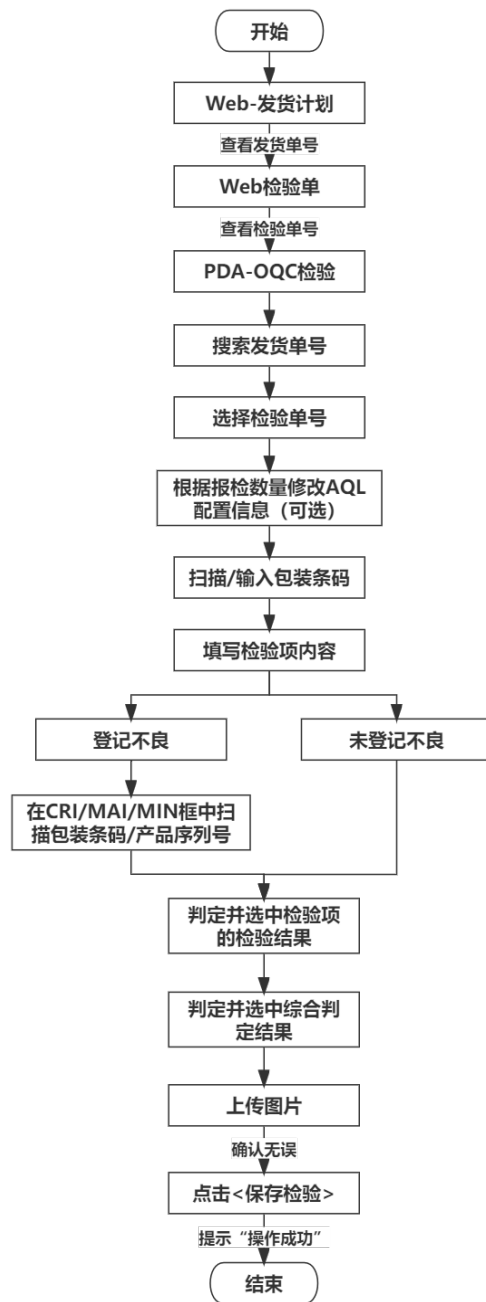 开始
Web-发货计划
查看发货单号
Web检验单
查看检验单号
PDA-OQC检验
搜索发货单号
选择检验单号
根据报检数量修改AQL
配置信息（可选）
扫描/输入包装条码
填写检验项内容
登记不良
未登记不良
在CRI/MAI/MIN框中扫
描包装条码/产品序列号
判定并选中检验项
的检验结果
判定并选中综合判
定结果
上传图片
确认无误
点击<保存检验>
提示“操作成功”
结束